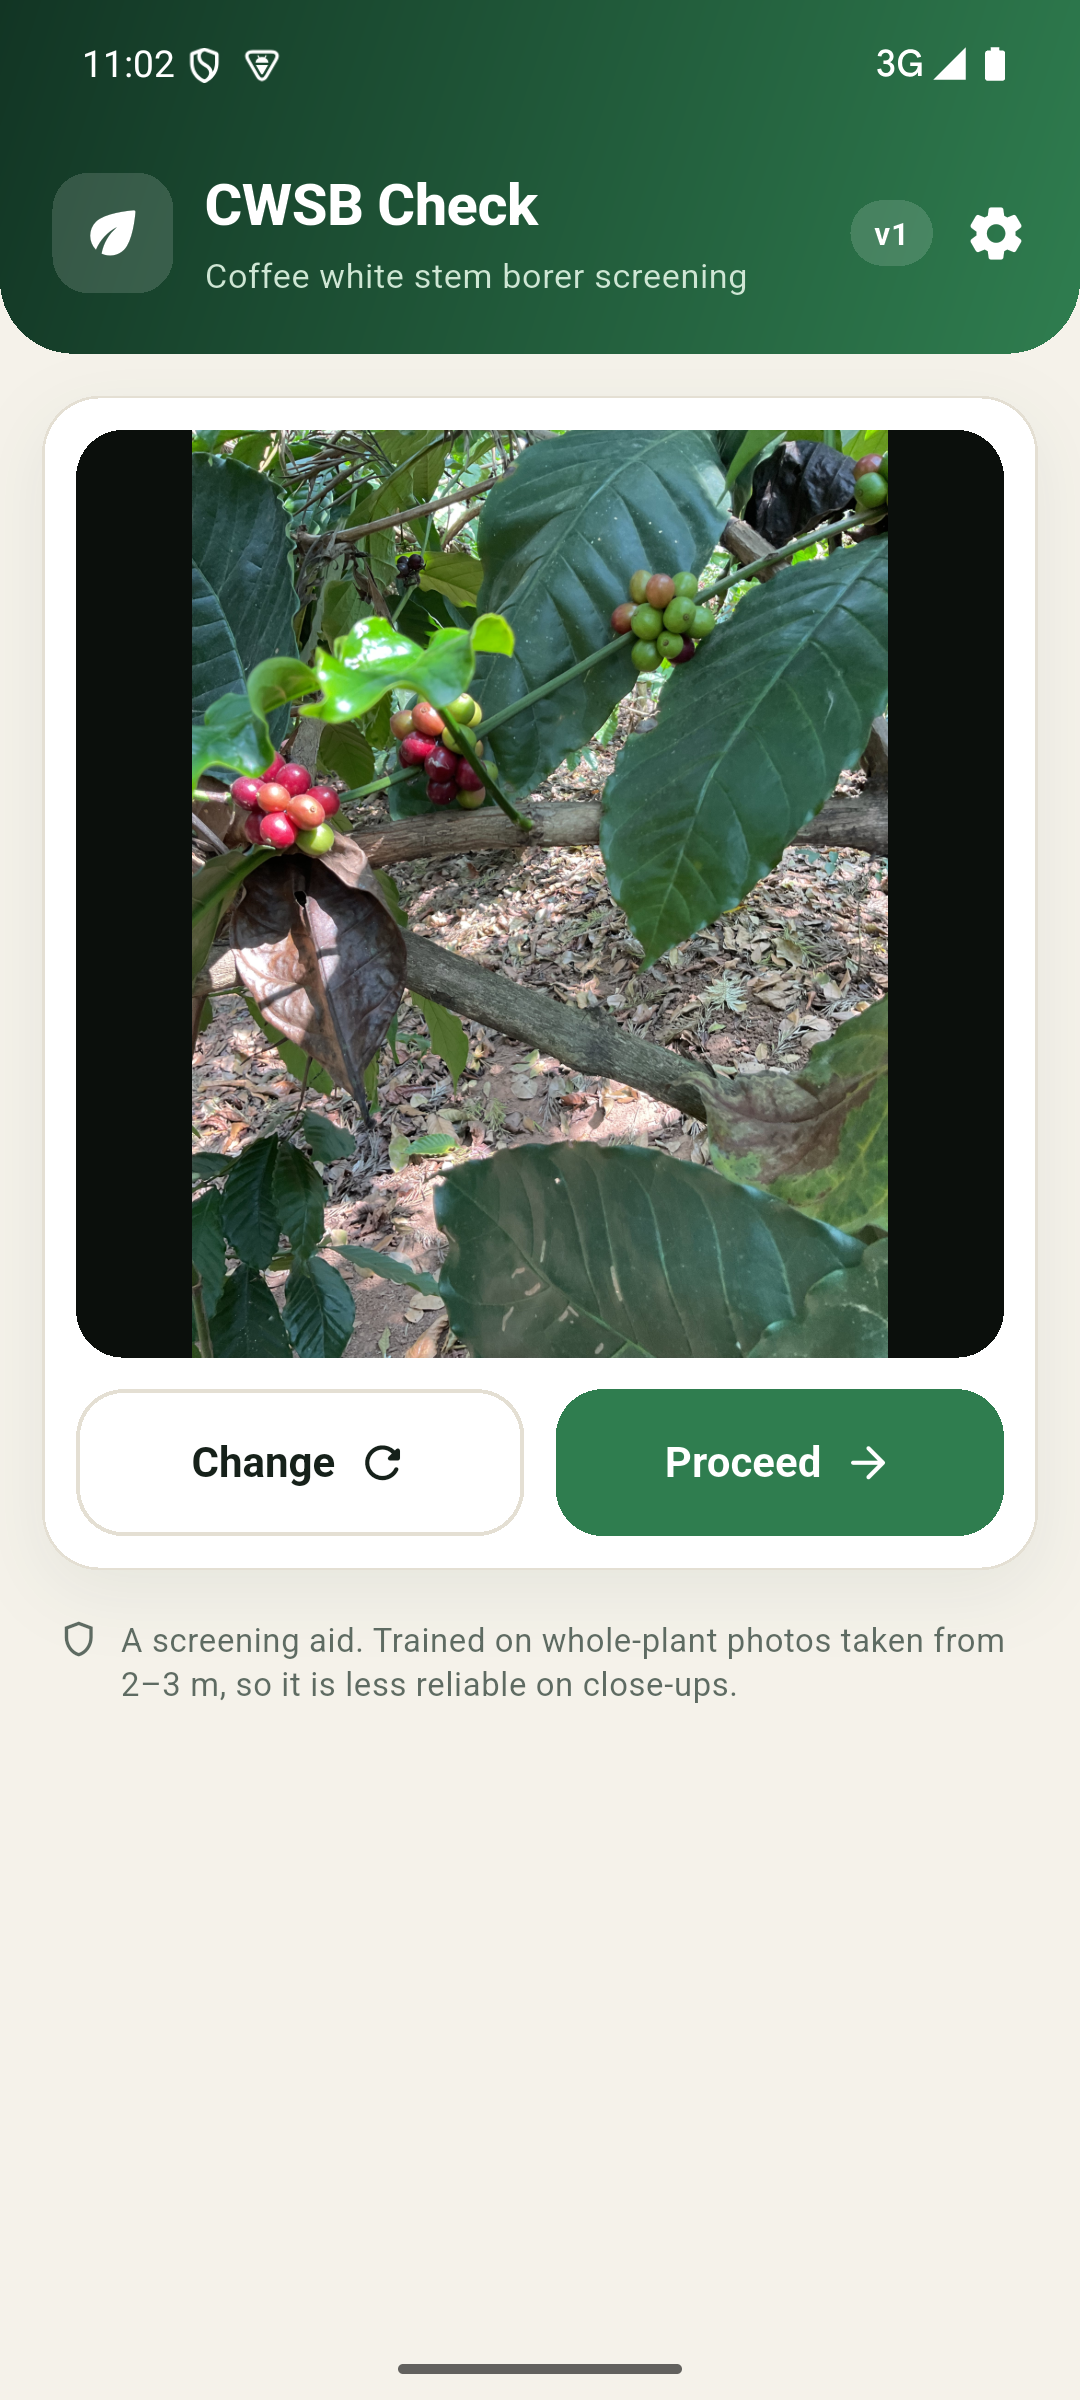 11:02
3G
CWSB Check
Coffee white stem borer screening
v1
Change
Proceed
A screening aid. Trained on whole-plant photos taken from
2–3 m, so it is less reliable on close-ups.